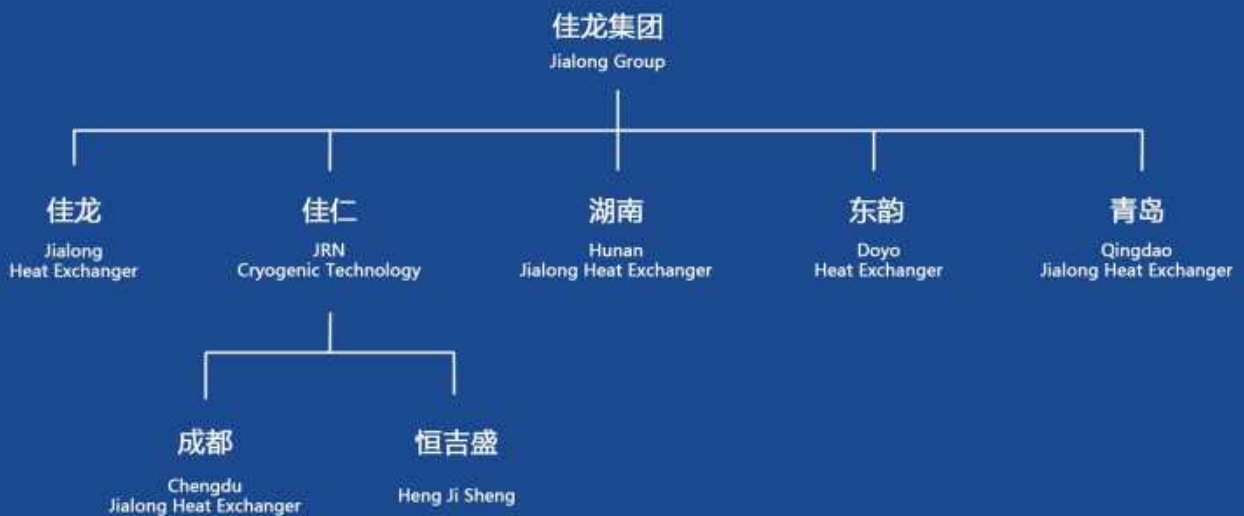 佳龙集团
Jialong Group
佳龙
Jialong
Heat Exchanger
佳仁
JRN
Cryogenic Technology
湖南
Hunan
Jialong Heat Exchanger
东韵
Doyo
Heat Exchanger
青岛
Qingdao
Jialong Heat Exchanger
成都
Chengdu
Jialong Heat Exchanger
恒吉盛
Heng Ji Sheng